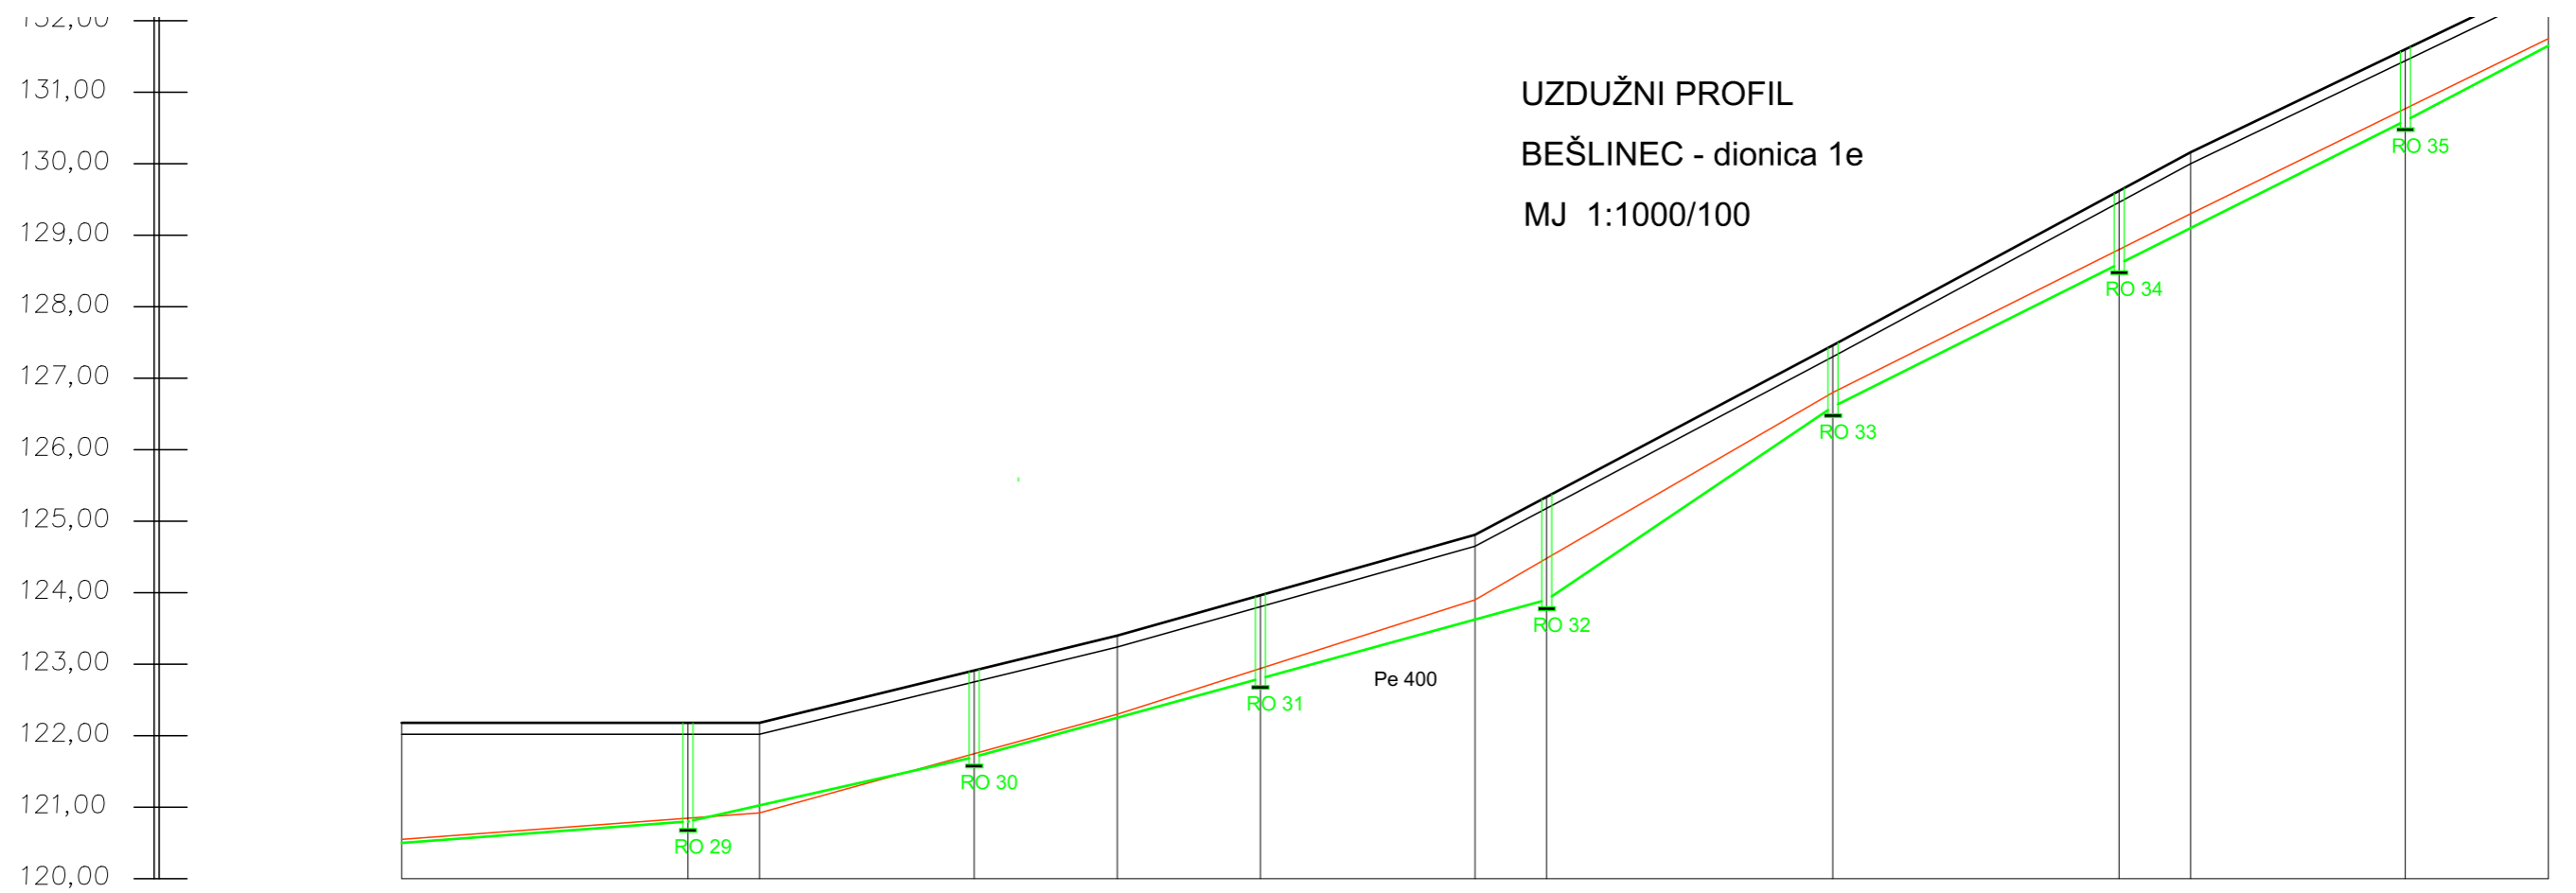 132,00
131,00
130,00
129,00
128,00
127,00
126,00
125,00
124,00
123,00
122,00
121,00
120,00
UZDUŽNI PROFIL
BEŠLINEC - dionica 1e
MJ 1:1000/100
RO 29
RO 30
RO 31
Pe 400
RO 32
RO 33
RO 34
RO 35